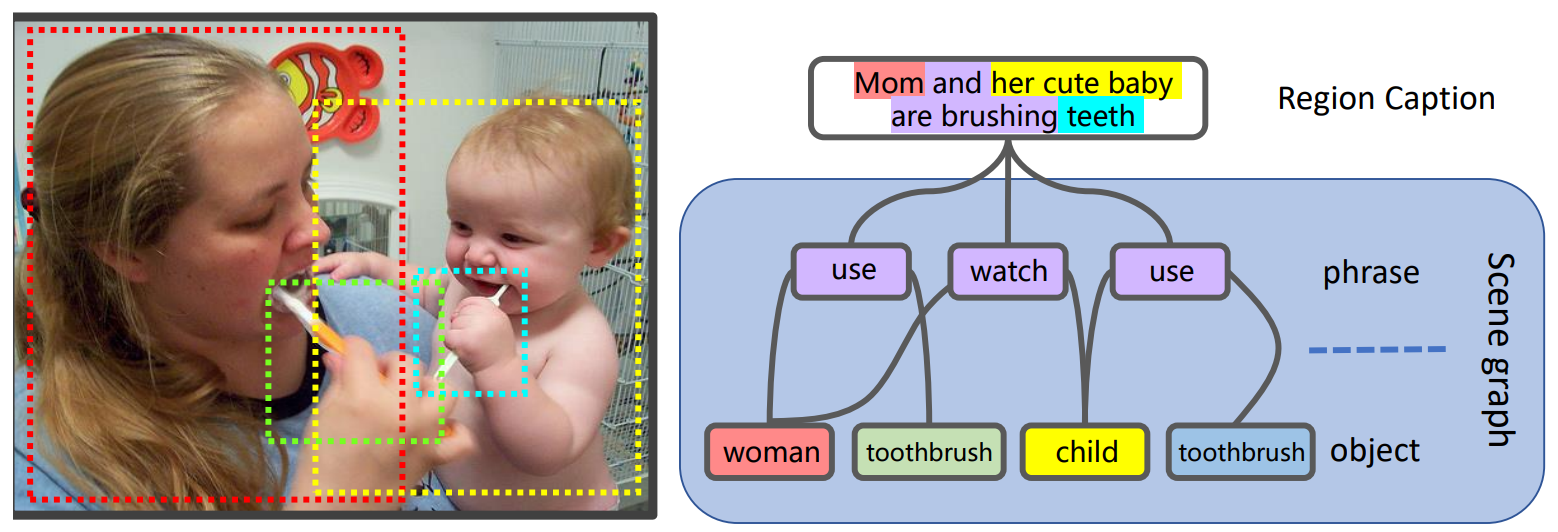 Mom and her cute baby
are brushing teeth
Region Caption
use
watch
use
phrase
Scene graph
woman
toothbrush
child
toothbrush
object